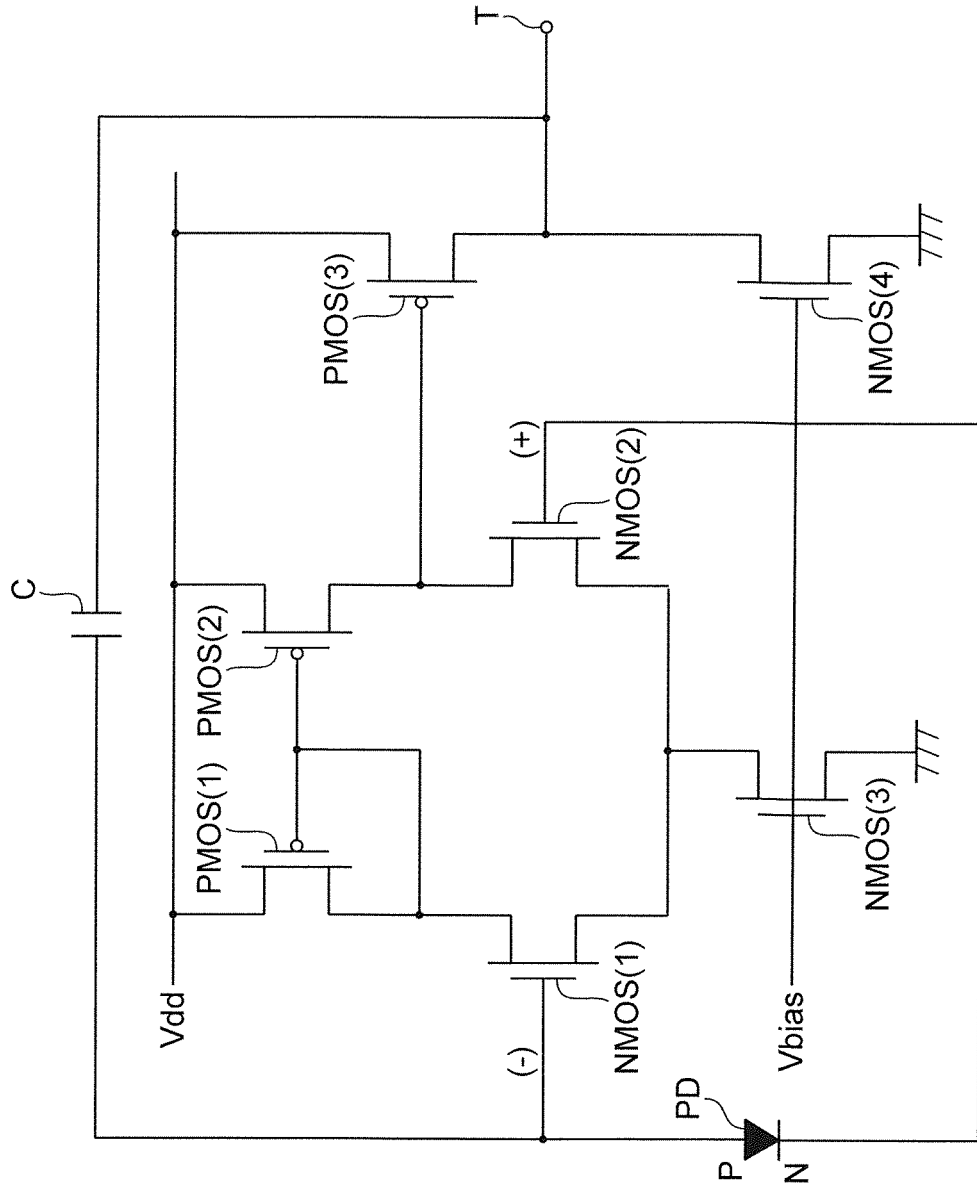 C
T
Vdd
PMOS(1)
PMOS(2)
PMOS(3)
(-)
NMOS(1)
(+)
NMOS(2)
NMOS(3)
NMOS(4)
Vbias
PD
P
N